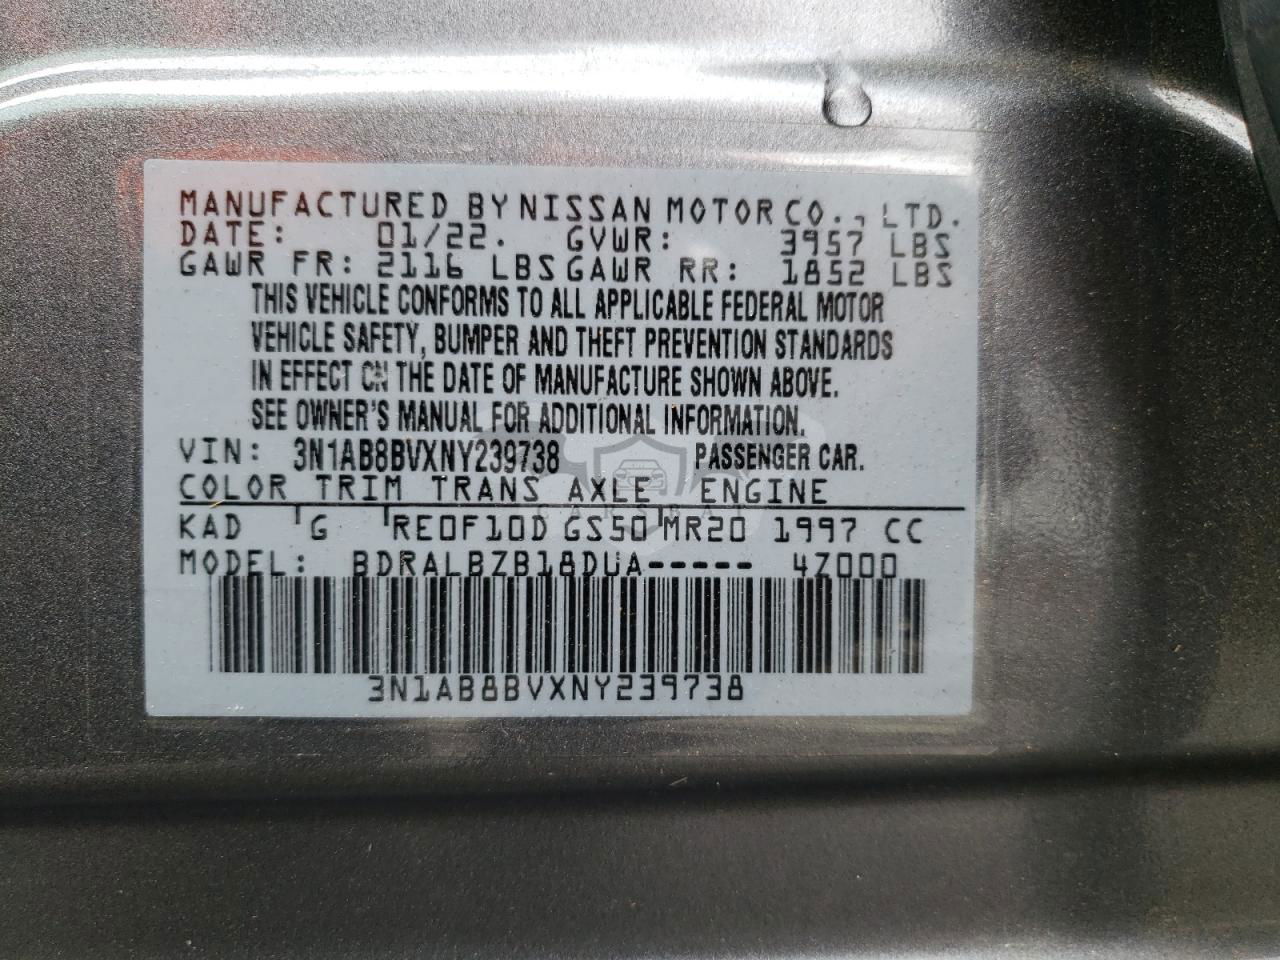 MANUFACTURED BY NISSAN MOTOR CO., LTD.
DATE: 01/22. GVWR: 3957 LBS
GAWR FR: 2116 LBS GAWR RR: 1852 LBS
THIS VEHICLE CONFORMS TO ALL APPLICABLE FEDERAL MOTOR
VEHICLE SAFETY, BUMPER AND THEFT PREVENTION STANDARDS
IN EFFECT ON THE DATE OF MANUFACTURE SHOWN ABOVE.
SEE OWNER'S MANUAL FOR ADDITIONAL INFORMATION.
VIN: 3N1AB8BVXNY239738 PASSENGER CAR.
COLOR TRIM TRANS AXLE ENGINE
KAD G RE0F10D GS50 MR20 1997 CC
MODEL: BDRALBZB18DUA----- 4Z000
3N1AB8BVXNY239738